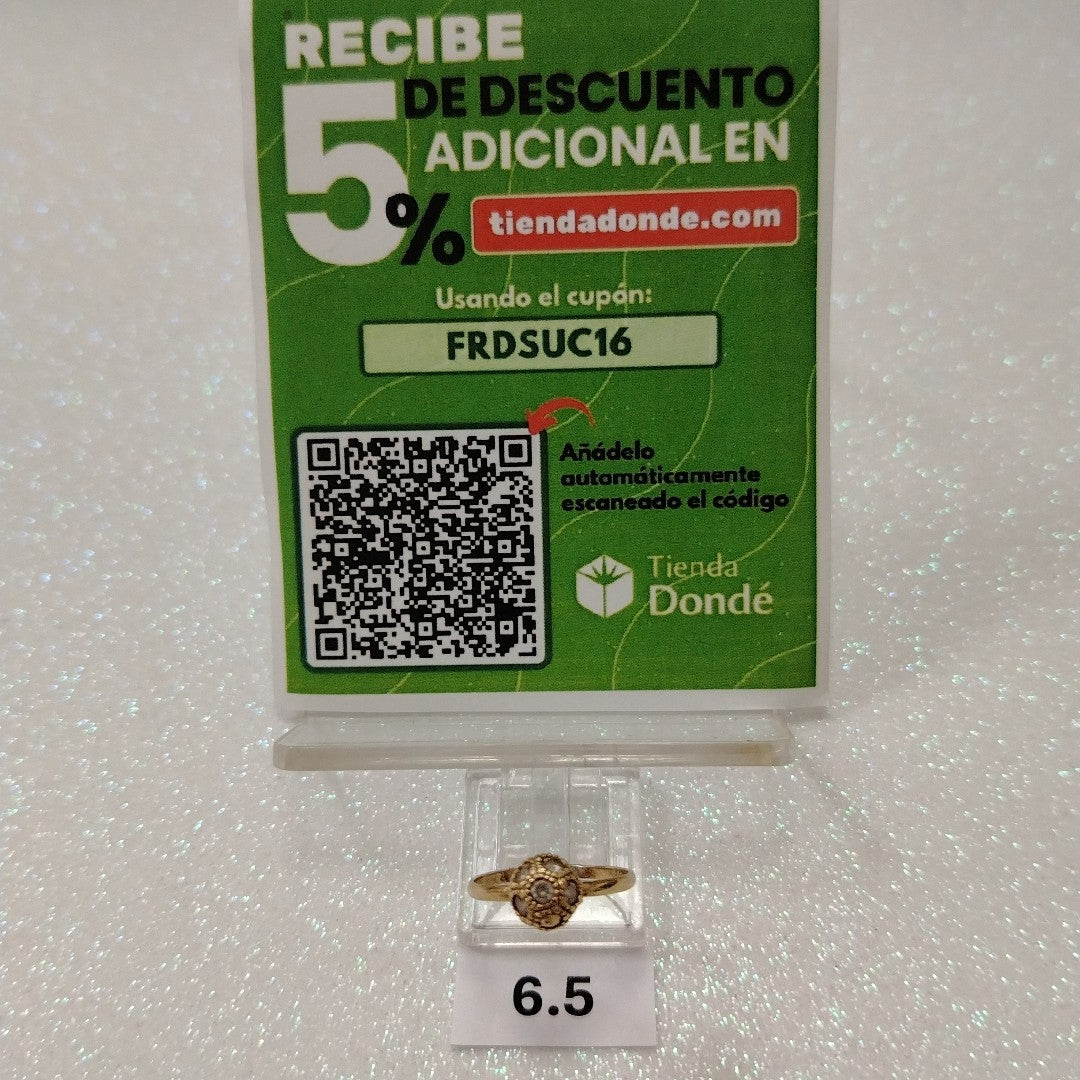 RECIBE
5% DE DESCUENTO
ADICIONAL EN
tiendadonde.com
Usando el cupón:
FRDSUC16
Añádelo
automáticamente
escaneado el código
Tienda
Dondé
6.5